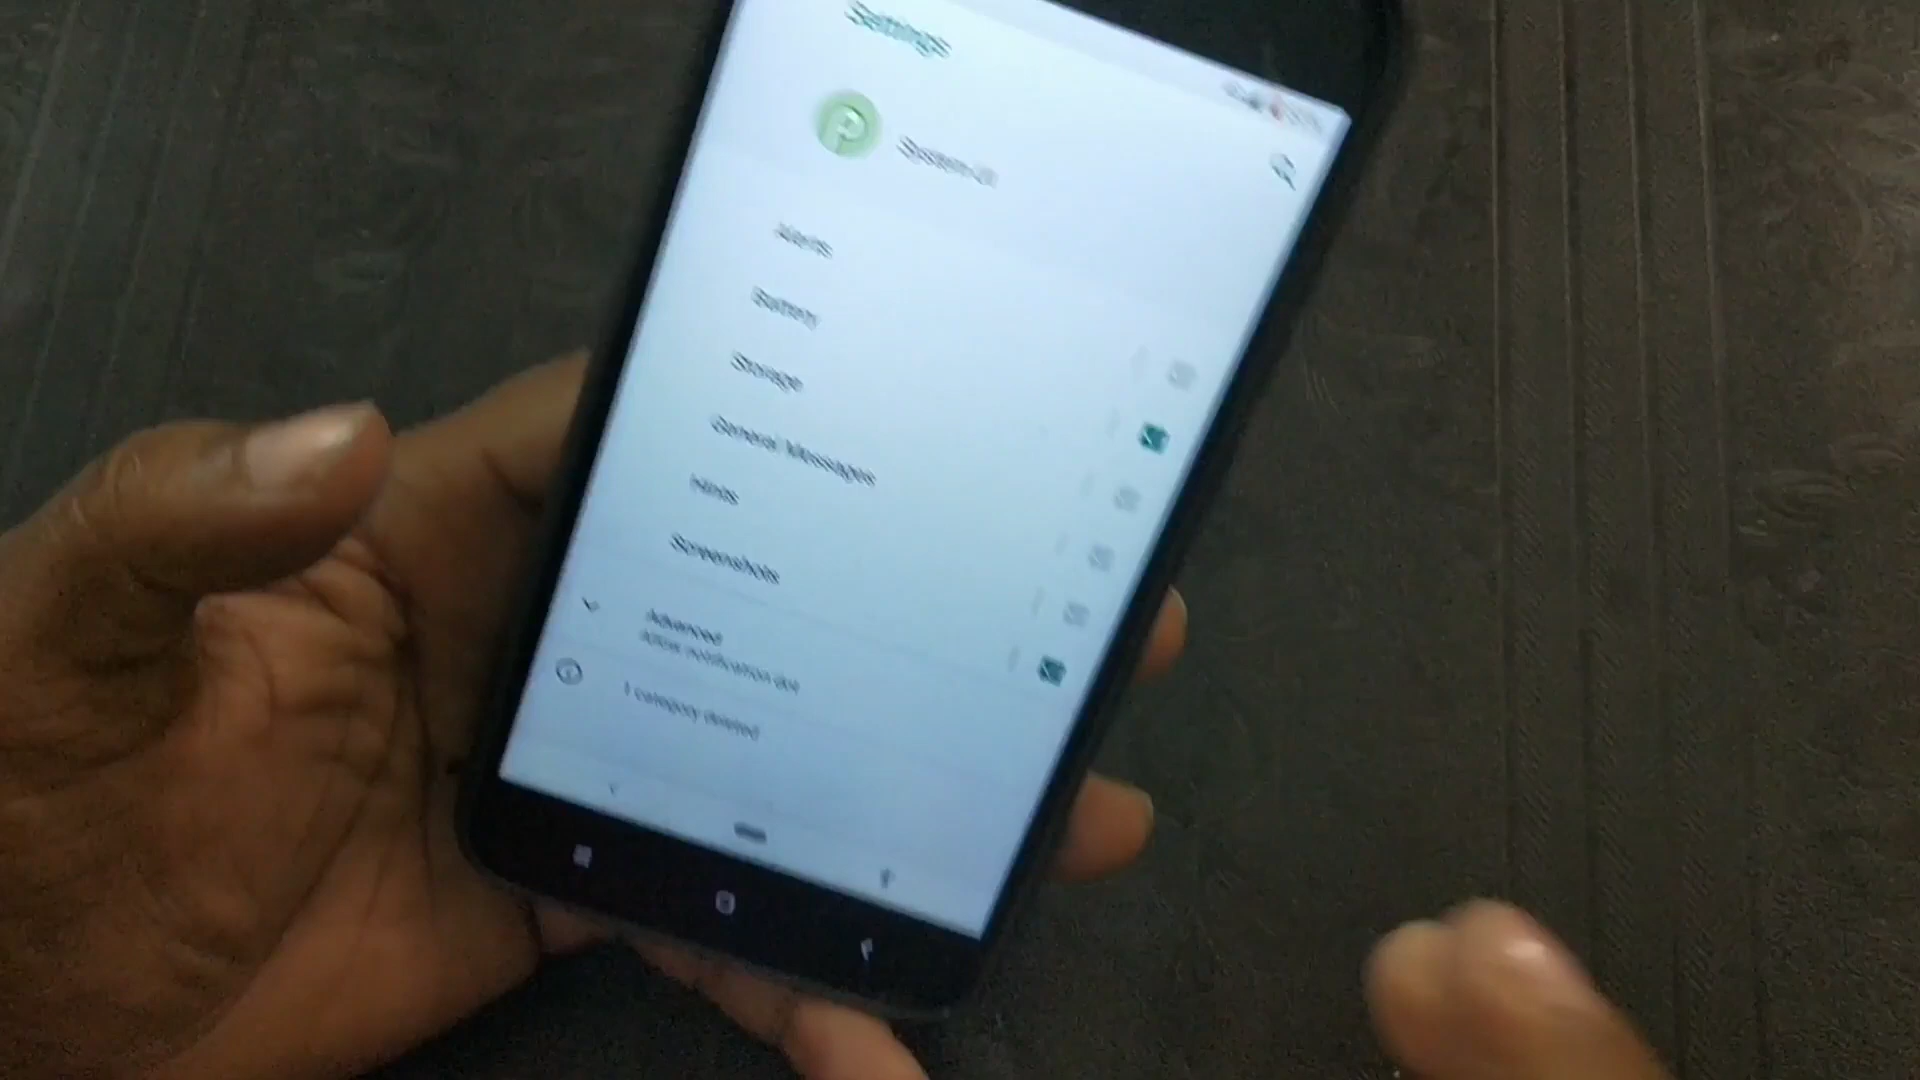 Settings
System UI
Alerts
Battery
Storage
General Messages
Hints
Screenshots
Advanced
Allow notification dot
1 category deleted